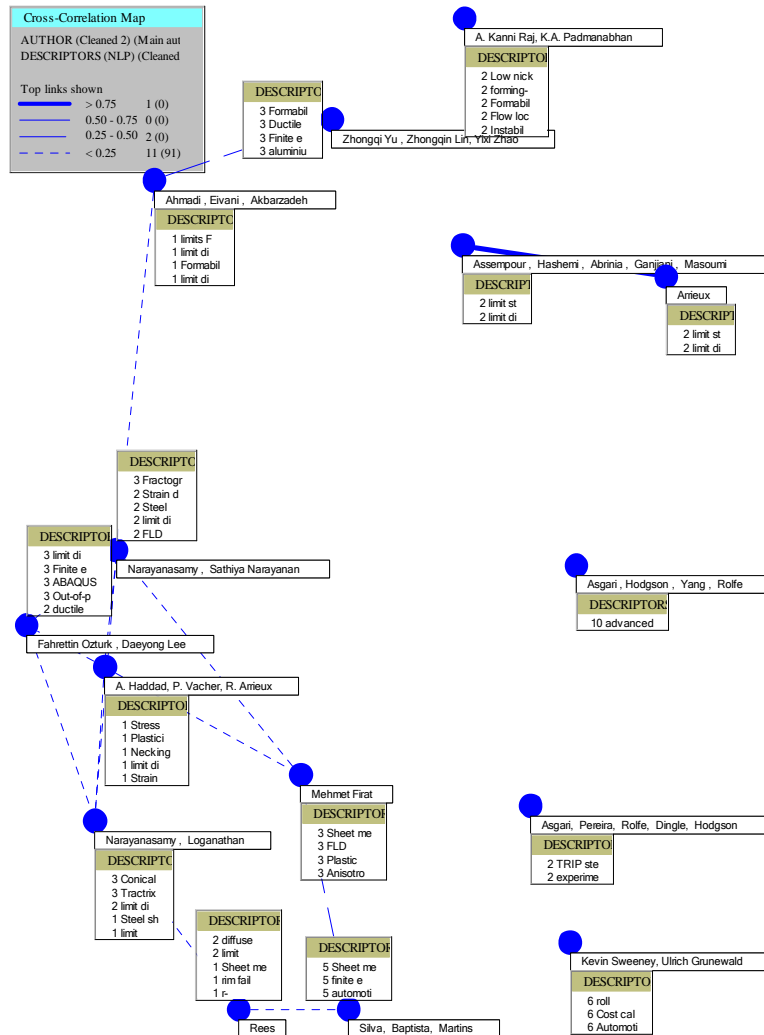 Cross-Correlation Map
AUTHOR (Cleaned 2) (Main aut
DESCRIPTORS (NLP) (Cleaned
Top links shown
> 0.75 1 (0)
0.50 - 0.75 0 (0)
0.25 - 0.50 2 (0)
< 0.25 11 (91)
A. Kanni Raj, K.A. Padmanabhan
DESCRIPTO
2 Low nick
2 forming-
2 Formabil
2 Flow loc
2 Instabil
DESCRIPTO
3 Formabil
3 Ductile
3 Finite e
3 aluminiu
Zhongqi Yu , Zhongqin Lin, Yixi Zhao
Ahmadi , Eivani , Akbarzadeh
DESCRIPTO
1 limits F
1 limit di
1 Formabil
1 limit di
Assempour , Hashemi , Abrinia , Ganjiani , Masoumi
DESCRIPT
2 limit st
2 limit di
Arrieux
DESCRIPT
2 limit st
2 limit di
DESCRIPTO
3 Fractogr
2 Strain d
2 Steel
2 limit di
2 FLD
Narayanasamy , Sathiya Narayanan
DESCRIPTO
3 limit di
3 Finite e
3 ABAQUS
3 Out-of-p
2 ductile
Fahrettin Ozturk , Daeyong Lee
Asgari, Hodgson , Yang , Rolfe
DESCRIPTORS
10 advanced
A. Haddad, P. Vacher, R. Arrieux
DESCRIPTO
1 Stress
1 Plastici
1 Necking
1 limit di
1 Strain
Mehmet Firat
DESCRIPTOR
3 Sheet me
3 FLD
3 Plastic
3 Anisotro
Narayanasamy , Loganathan
DESCRIPTO
3 Conical
3 Tractrix
2 limit di
1 Steel sh
1 limit
Asgari, Pereira, Rolfe, Dingle, Hodgson
DESCRIPTOR
2 TRIP ste
2 experime
DESCRIPTOR
2 diffuse
2 limit
1 Sheet me
1 rim fail
1 r-
Rees
DESCRIPTOR
5 Sheet me
5 finite e
5 automoti
Silva, Baptista, Martins
Kevin Sweeney, Ulrich Grunewald
DESCRIPTO
6 roll
6 Cost cal
6 Automoti